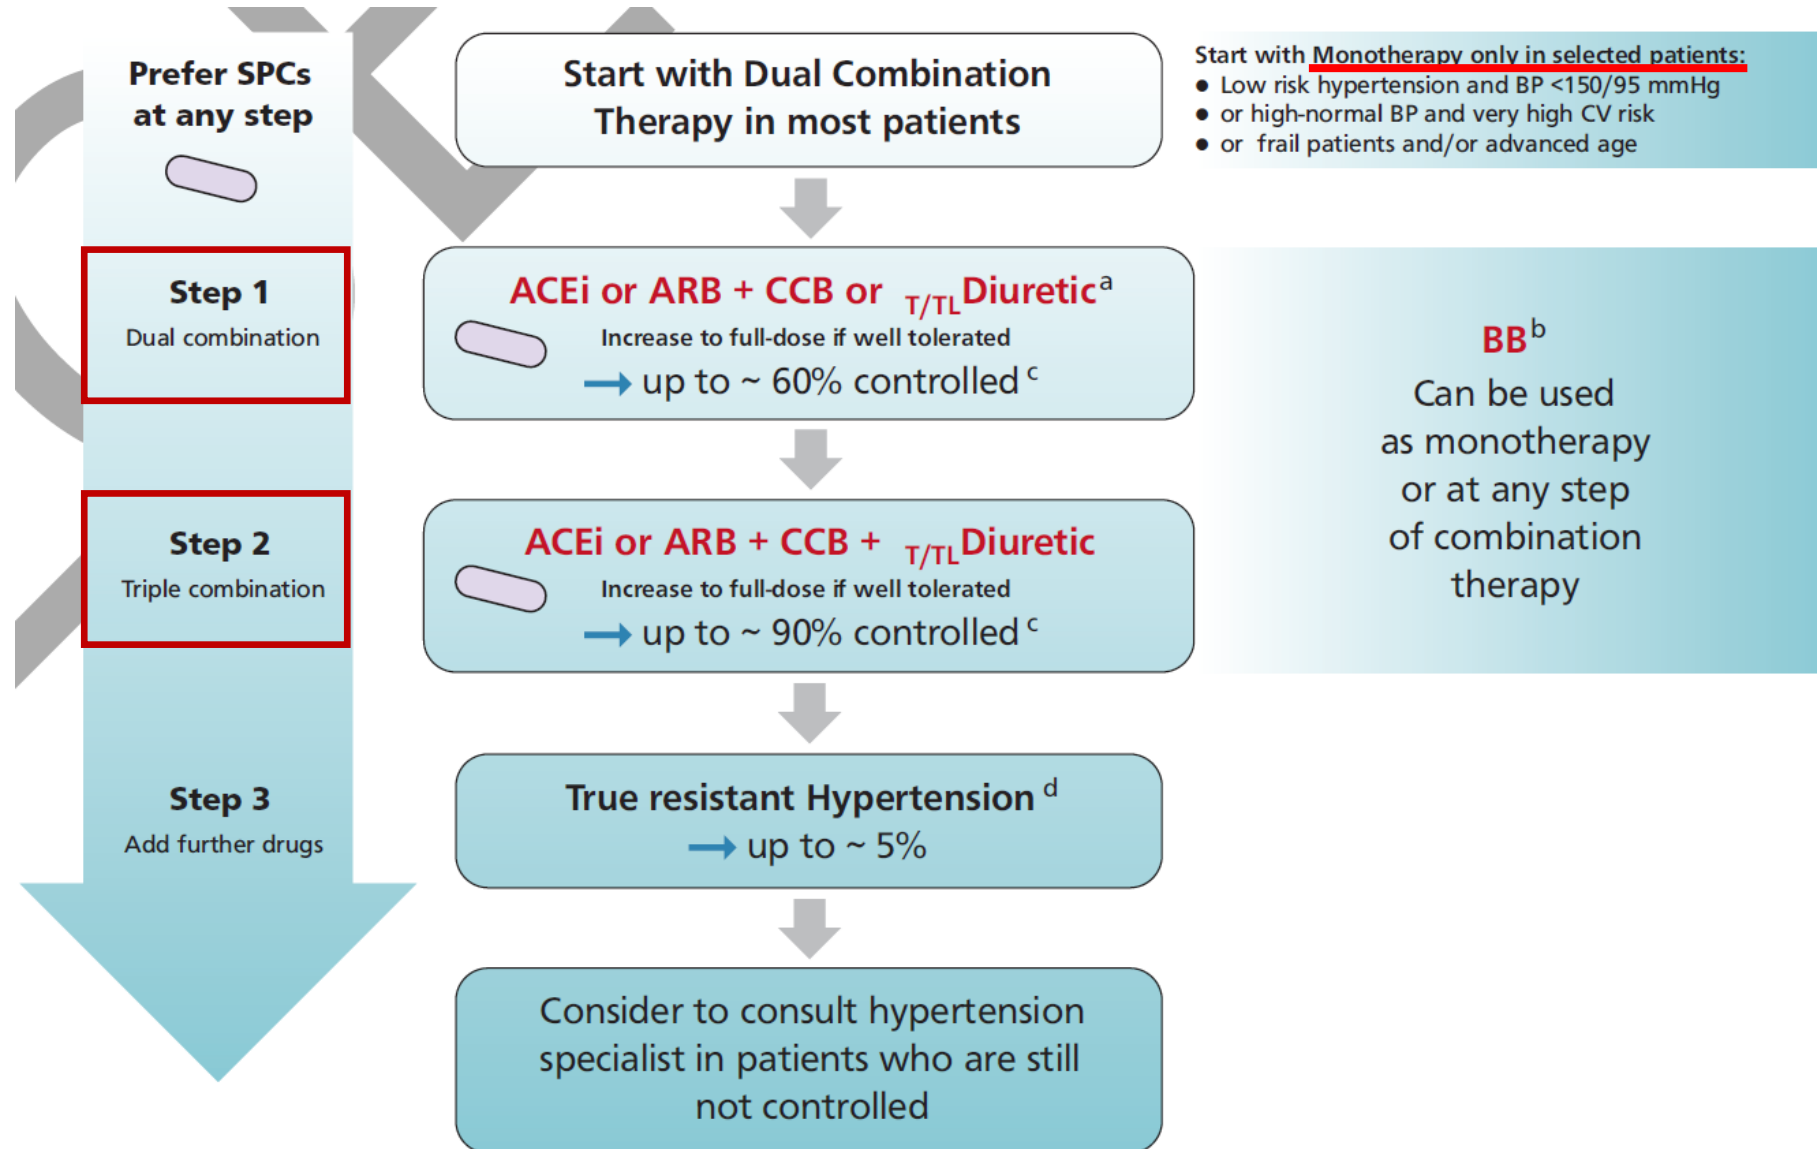 Prefer SPCs
at any step
Start with Dual Combination
Therapy in most patients
Start with Monotherapy only in selected patients:
● Low risk hypertension and BP <150/95 mmHg
● or high-normal BP and very high CV risk
● or frail patients and/or advanced age
Step 1
Dual combination
ACEi or ARB + CCB or T/TL Diuretic a
Increase to full-dose if well tolerated
→ up to ~ 60% controlled c
BB b
Can be used
as monotherapy
or at any step
of combination
therapy
Step 2
Triple combination
ACEi or ARB + CCB + T/TL Diuretic
Increase to full-dose if well tolerated
→ up to ~ 90% controlled c
Step 3
Add further drugs
True resistant Hypertension d
→ up to ~ 5%
Consider to consult hypertension
specialist in patients who are still
not controlled